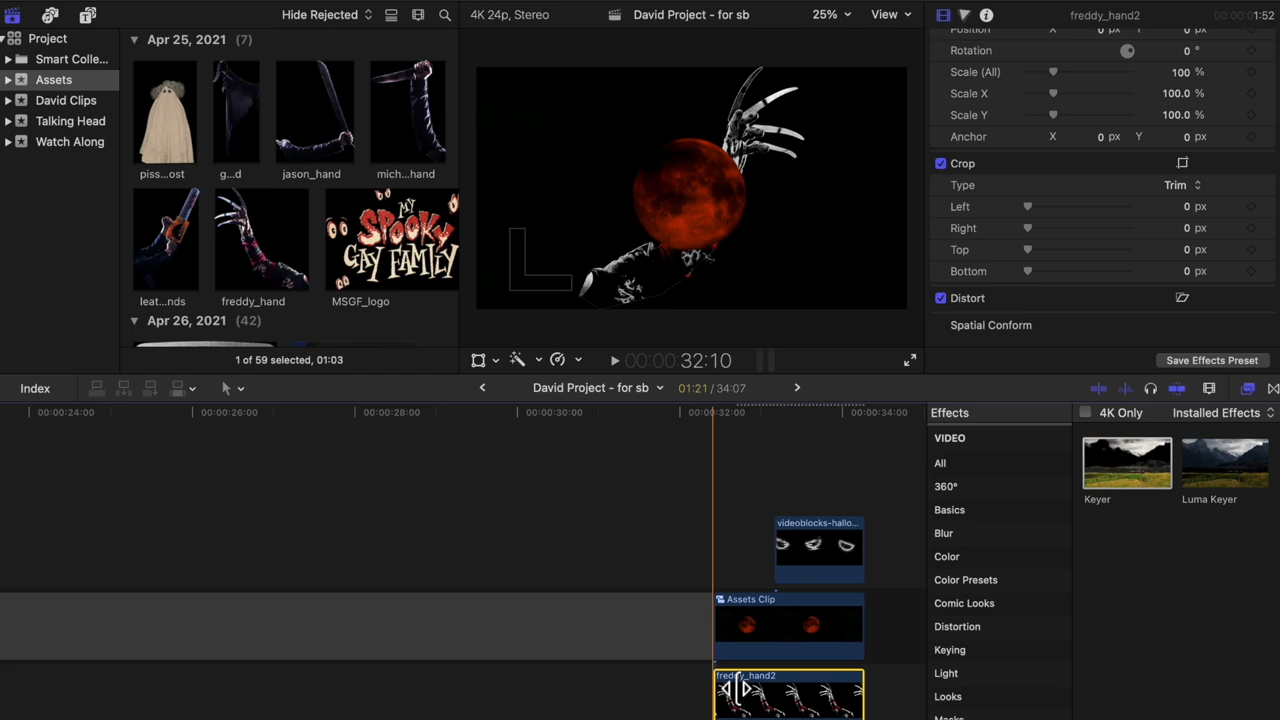 Hide Rejected
4K 24p, Stereo
David Project - for sb
25%
View
freddy_hand2
00:00:01:52
Project
Smart Colle...
Assets
David Clips
Talking Head
Watch Along
Apr 25, 2021 (7)
piss...ost
g...d
jason_hand
mich...hand
leat...nds
freddy_hand
MY
SPOOKY
GAY FAMILY
MSGF_logo
Apr 26, 2021 (42)
1 of 59 selected, 01:03
00:00:32:10
Position X 0 px Y 0 px
Rotation 0 °
Scale (All) 100 %
Scale X 100.0 %
Scale Y 100.0 %
Anchor X 0 px Y 0 px
Crop
Type Trim
Left 0 px
Right 0 px
Top 0 px
Bottom 0 px
Distort
Spatial Conform
Save Effects Preset
Index
David Project - for sb
01:21 / 34:07
00:00:24:00
00:00:26:00
00:00:28:00
00:00:30:00
00:00:32:00
00:00:34:00
videoblocks-hallo...
Assets Clip
freddy_hand2
Effects
4K Only
Installed Effects
VIDEO
All
360°
Basics
Blur
Color
Color Presets
Comic Looks
Distortion
Keying
Light
Looks
Masks
Keyer
Luma Keyer